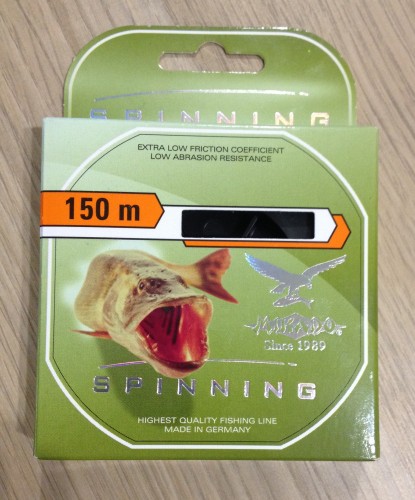 SPINNING
EXTRA LOW FRICTION COEFFICIENT
LOW ABRASION RESISTANCE
150 m
MIKADO
Since 1989
SPINNING
HIGHEST QUALITY FISHING LINE
MADE IN GERMANY